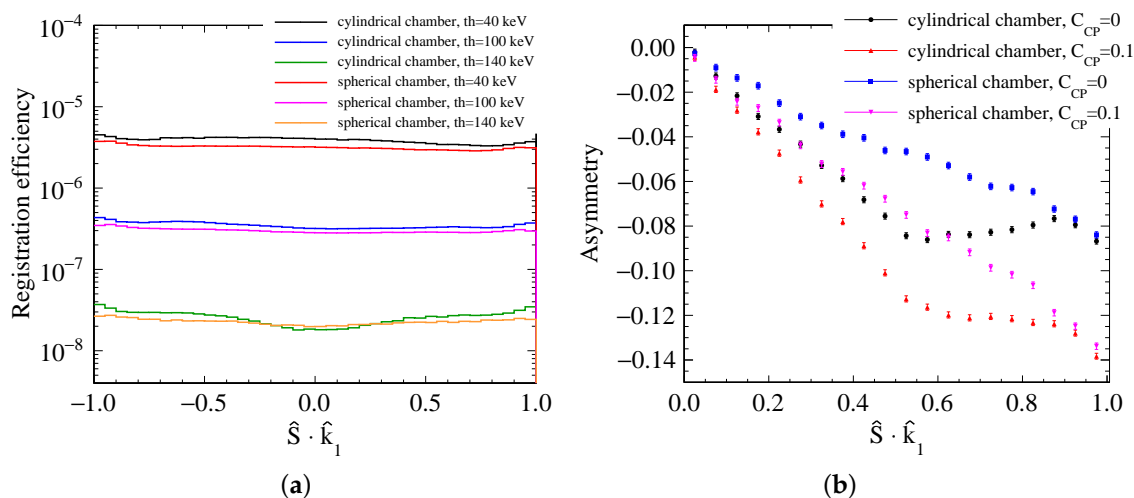 10⁻⁴
10⁻⁵
10⁻⁶
10⁻⁷
10⁻⁸
Registration efficiency
cylindrical chamber, th=40 keV
cylindrical chamber, th=100 keV
cylindrical chamber, th=140 keV
spherical chamber, th=40 keV
spherical chamber, th=100 keV
spherical chamber, th=140 keV
−1.0 −0.5 0.0 0.5 1.0
Ŝ · k̂₁
(a)
cylindrical chamber, C_CP=0
cylindrical chamber, C_CP=0.1
spherical chamber, C_CP=0
spherical chamber, C_CP=0.1
0.00
−0.02
−0.04
−0.06
−0.08
−0.10
−0.12
−0.14
Asymmetry
0.0 0.2 0.4 0.6 0.8 1.0
Ŝ · k̂₁
(b)